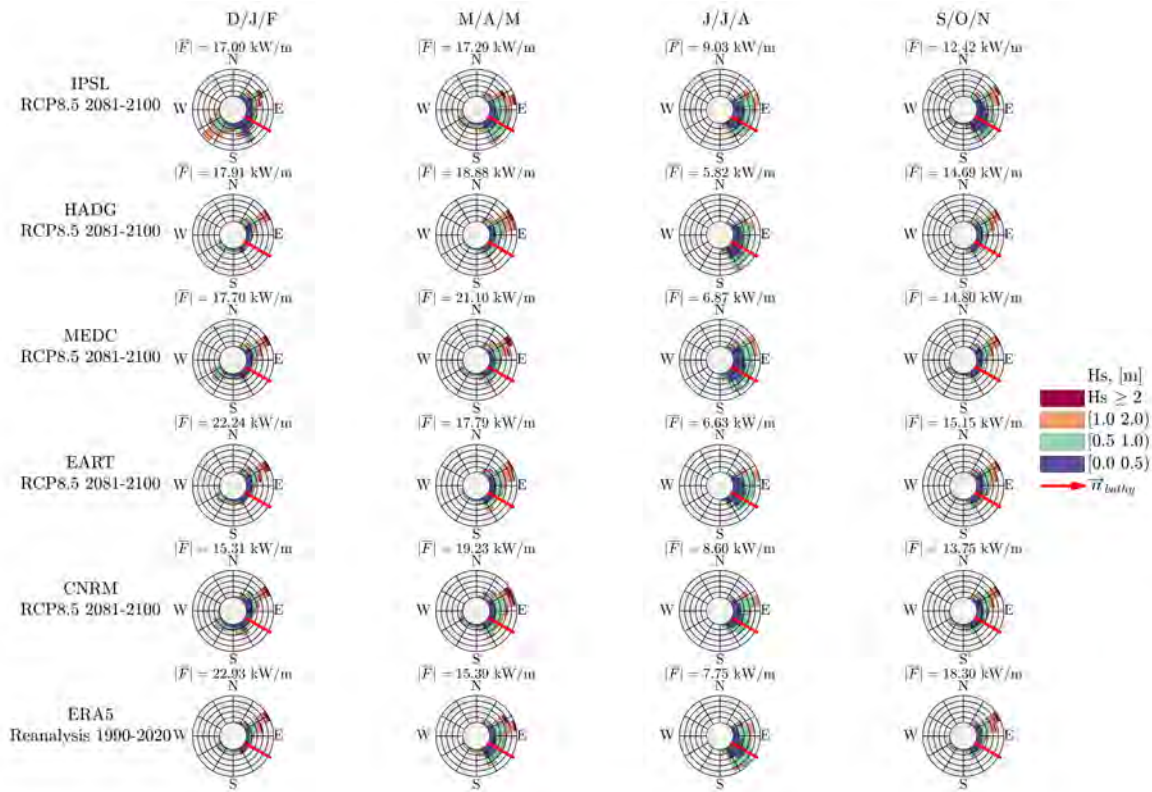 D/J/F M/A/M J/J/A S/O/N
|F̅| = 17.09 kW/m |F̅| = 17.29 kW/m |F̅| = 9.03 kW/m |F̅| = 12.42 kW/m
N N N N
IPSL
RCP8.5 2081-2100
W E W E W E W E
S S S S
|F̅| = 17.91 kW/m |F̅| = 18.88 kW/m |F̅| = 5.82 kW/m |F̅| = 14.69 kW/m
N N N N
HADG
RCP8.5 2081-2100
W E W E W E W E
S S S S
|F̅| = 17.70 kW/m |F̅| = 21.10 kW/m |F̅| = 6.87 kW/m |F̅| = 14.80 kW/m
N N N N
MEDC
RCP8.5 2081-2100
W E W E W E W E
S S S S
|F̅| = 22.24 kW/m |F̅| = 17.79 kW/m |F̅| = 6.63 kW/m |F̅| = 15.15 kW/m
N N N N
EART
RCP8.5 2081-2100
W E W E W E W E
S S S S
|F̅| = 15.31 kW/m |F̅| = 19.23 kW/m |F̅| = 8.60 kW/m |F̅| = 13.75 kW/m
N N N N
CNRM
RCP8.5 2081-2100
W E W E W E W E
S S S S
|F̅| = 22.93 kW/m |F̅| = 15.39 kW/m |F̅| = 7.75 kW/m |F̅| = 18.30 kW/m
N N N N
ERA5
Reanalysis 1990-2020
W E W E W E W E
S S S S
Hs, [m]
Hs ≥ 2
[1.0 2.0)
[0.5 1.0)
[0.0 0.5)
n⃗ bathy